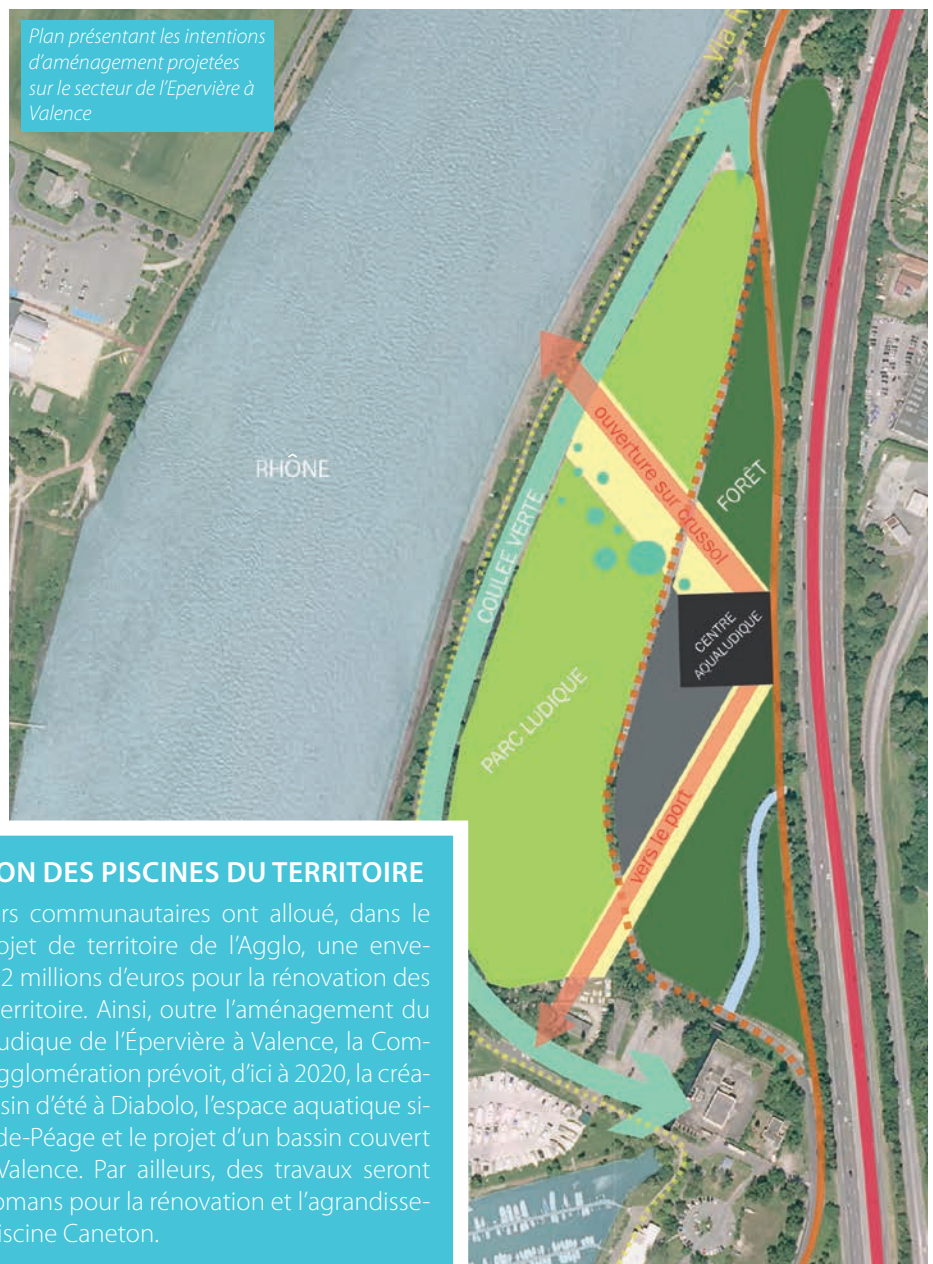 Plan présentant les intentions
d’aménagement projetées
sur le secteur de l’Epervière à
Valence
Via
RHÔNE
COULEE VERTE
ouverture sur crussol
FORÊT
CENTRE
AQUALUDIQUE
PARC LUDIQUE
vers le port
ON DES PISCINES DU TERRITOIRE
rs communautaires ont alloué, dans le
ojet de territoire de l’Agglo, une enve-
2 millions d’euros pour la rénovation des
erritoire. Ainsi, outre l’aménagement du
udique de l’Épervière à Valence, la Com-
gglomération prévoit, d’ici à 2020, la créa-
sin d’été à Diabolo, l’espace aquatique si-
de-Péage et le projet d’un bassin couvert
Valence. Par ailleurs, des travaux seront
omans pour la rénovation et l’agrandisse-
iscine Caneton.